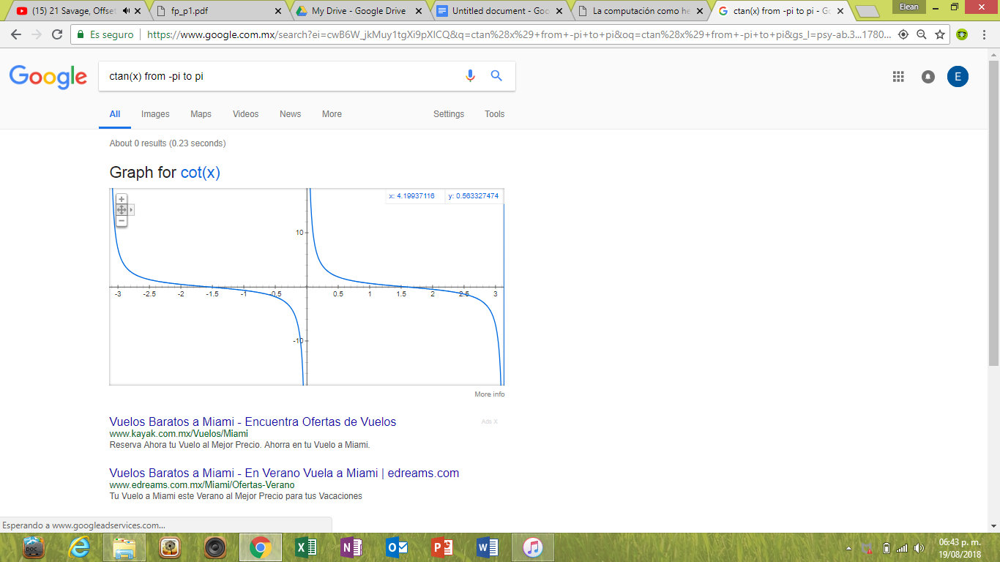 (15) 21 Savage, Offset
fp_p1.pdf
My Drive - Google Drive
Untitled document - Goo
La computación como he
ctan(x) from -pi to pi - Go
Elean
Es seguro
https://www.google.com.mx/search?ei=cwB6W_jkMuy1tgXi9pXICQ&q=ctan%28x%29+from+-pi+to+pi&oq=ctan%28x%29+from+-pi+to+pi&gs_l=psy-ab.3...1780...
Google
ctan(x) from -pi to pi
E
All Images Maps Videos News More Settings Tools
About 0 results (0.23 seconds)
Graph for cot(x)
x: 4.19937116 y: 0.563327474
10
-3 -2.5 -2 -1.5 -1 -0.5 0.5 1 1.5 2 2.5 3
-10
More info
Vuelos Baratos a Miami - Encuentra Ofertas de Vuelos
Ads X
www.kayak.com.mx/Vuelos/Miami
Reserva Ahora tu Vuelo al Mejor Precio. Ahorra en tu Vuelo a Miami.
Vuelos Baratos a Miami - En Verano Vuela a Miami | edreams.com
www.edreams.com.mx/Miami/Ofertas-Verano
Tu Vuelo a Miami este Verano al Mejor Precio para tus Vacaciones
Esperando a www.googleadservices.com...
DOC
06:43 p. m.
19/08/2018